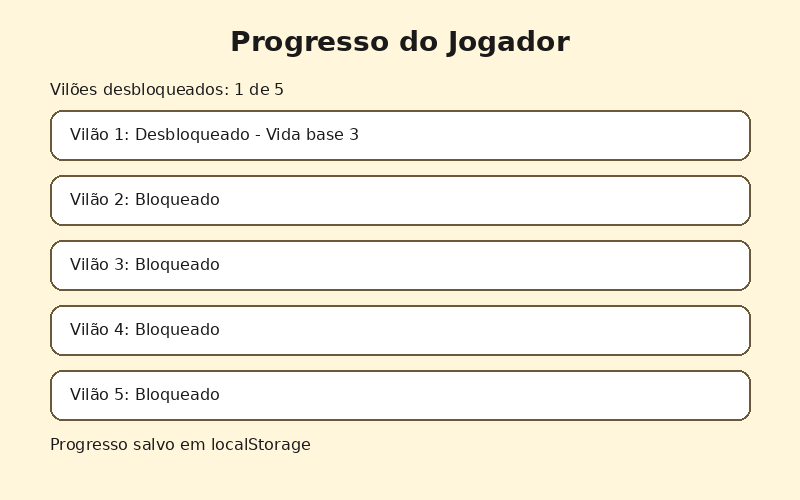 Progresso do Jogador
Vilões desbloqueados: 1 de 5
Vilão 1: Desbloqueado - Vida base 3
Vilão 2: Bloqueado
Vilão 3: Bloqueado
Vilão 4: Bloqueado
Vilão 5: Bloqueado
Progresso salvo em localStorage